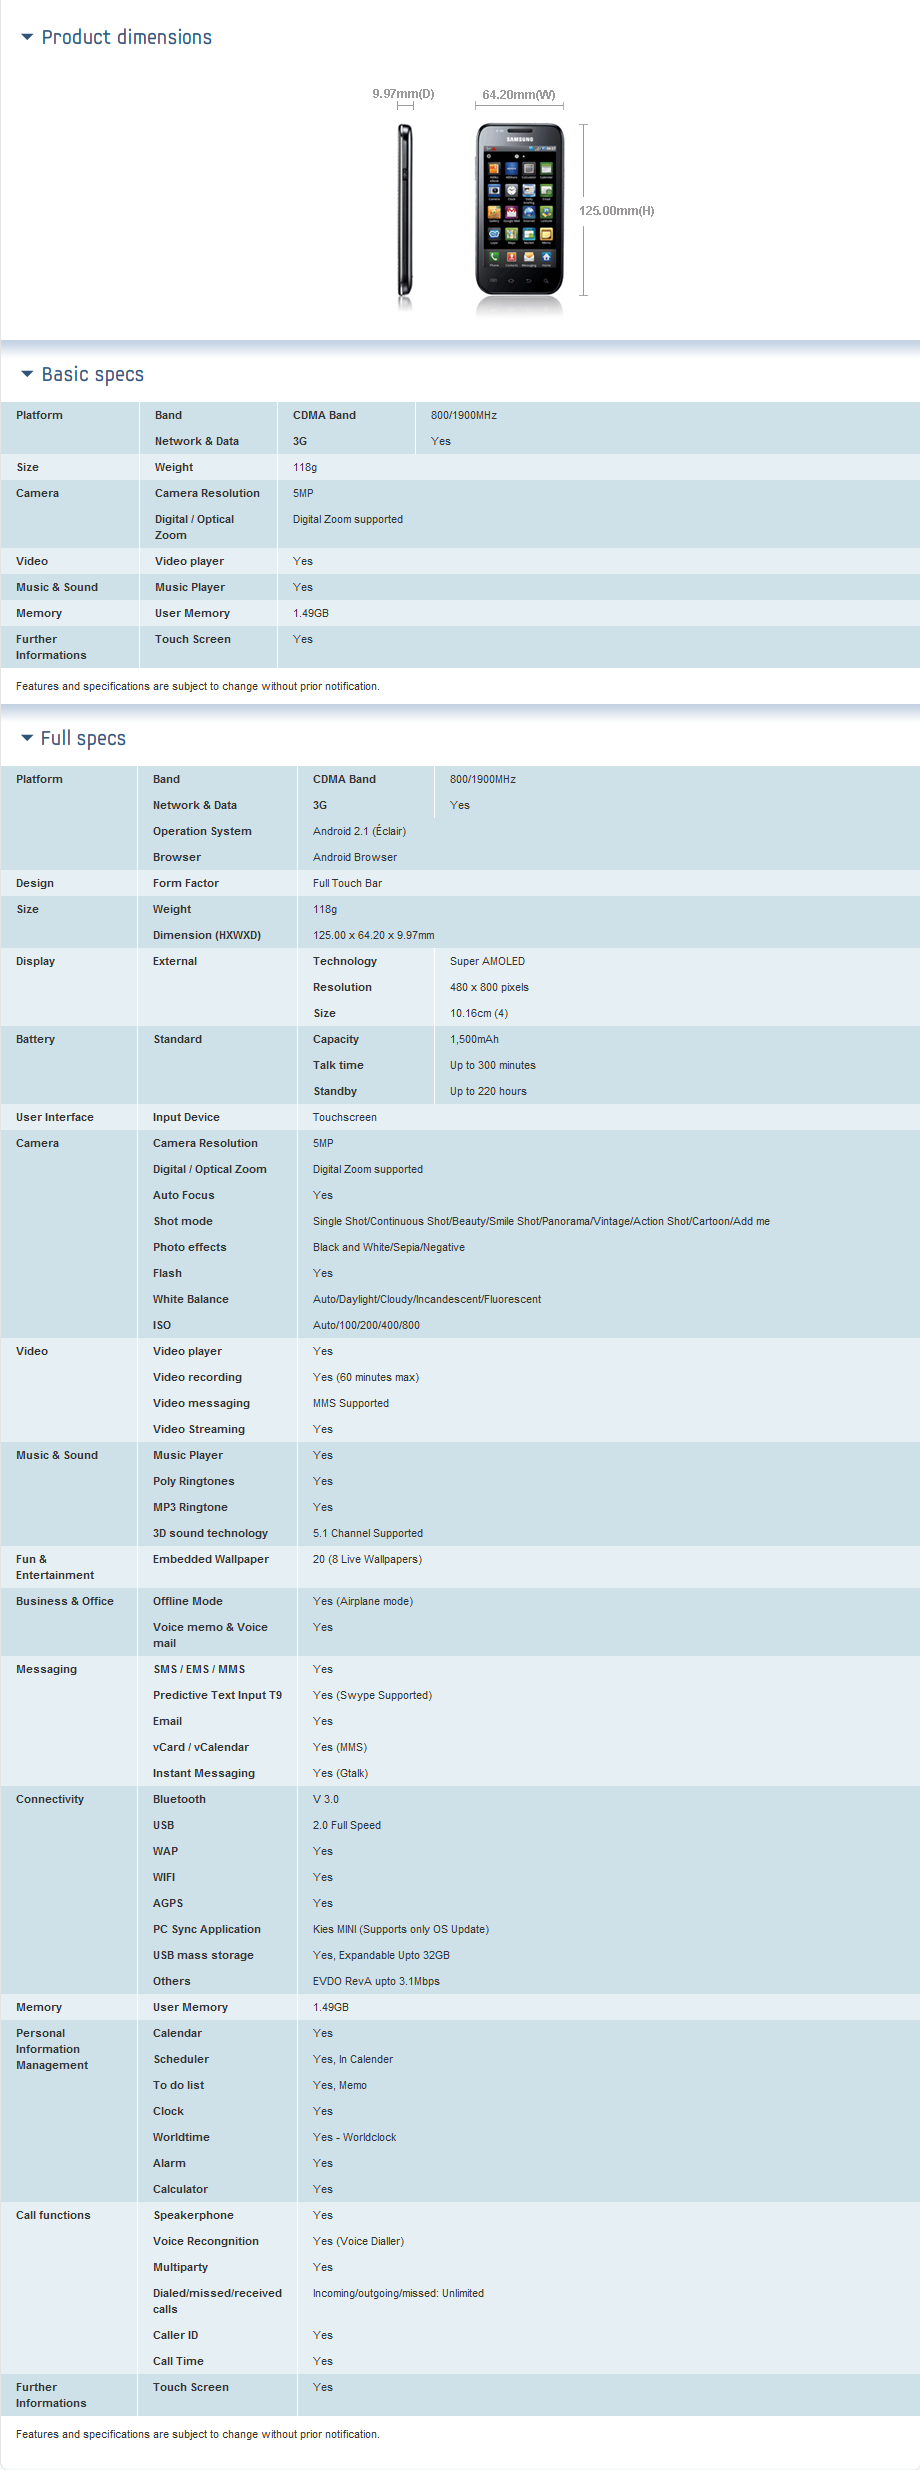 Product dimensions
9.97mm(D) 64.20mm(W)
SAMSUNG
125.00mm(H)
Basic specs
Platform Band CDMA Band 800/1900MHz
Network & Data 3G Yes
Size Weight 118g
Camera Camera Resolution 5MP
Digital / Optical Digital Zoom supported
Zoom
Video Video player Yes
Music & Sound Music Player Yes
Memory User Memory 1.49GB
Further Touch Screen Yes
Informations
Features and specifications are subject to change without prior notification.
Full specs
Platform Band CDMA Band 800/1900MHz
Network & Data 3G Yes
Operation System Android 2.1 (Éclair)
Browser Android Browser
Design Form Factor Full Touch Bar
Size Weight 118g
Dimension (HXWXD) 125.00 x 64.20 x 9.97mm
Display External Technology Super AMOLED
Resolution 480 x 800 pixels
Size 10.16cm (4)
Battery Standard Capacity 1,500mAh
Talk time Up to 300 minutes
Standby Up to 220 hours
User Interface Input Device Touchscreen
Camera Camera Resolution 5MP
Digital / Optical Zoom Digital Zoom supported
Auto Focus Yes
Shot mode Single Shot/Continuous Shot/Beauty/Smile Shot/Panorama/Vintage/Action Shot/Cartoon/Add me
Photo effects Black and White/Sepia/Negative
Flash Yes
White Balance Auto/Daylight/Cloudy/Incandescent/Fluorescent
ISO Auto/100/200/400/800
Video Video player Yes
Video recording Yes (60 minutes max)
Video messaging MMS Supported
Video Streaming Yes
Music & Sound Music Player Yes
Poly Ringtones Yes
MP3 Ringtone Yes
3D sound technology 5.1 Channel Supported
Fun & Embedded Wallpaper 20 (8 Live Wallpapers)
Entertainment
Business & Office Offline Mode Yes (Airplane mode)
Voice memo & Voice Yes
mail
Messaging SMS / EMS / MMS Yes
Predictive Text Input T9 Yes (Swype Supported)
Email Yes
vCard / vCalendar Yes (MMS)
Instant Messaging Yes (Gtalk)
Connectivity Bluetooth V 3.0
USB 2.0 Full Speed
WAP Yes
WIFI Yes
AGPS Yes
PC Sync Application Kies MINI (Supports only OS Update)
USB mass storage Yes, Expandable Upto 32GB
Others EVDO RevA upto 3.1Mbps
Memory User Memory 1.49GB
Personal Calendar Yes
Information Scheduler Yes, In Calender
Management To do list Yes, Memo
Clock Yes
Worldtime Yes - Worldclock
Alarm Yes
Calculator Yes
Call functions Speakerphone Yes
Voice Recongnition Yes (Voice Dialler)
Multiparty Yes
Dialed/missed/received Incoming/outgoing/missed: Unlimited
calls
Caller ID Yes
Call Time Yes
Further Touch Screen Yes
Informations
Features and specifications are subject to change without prior notification.